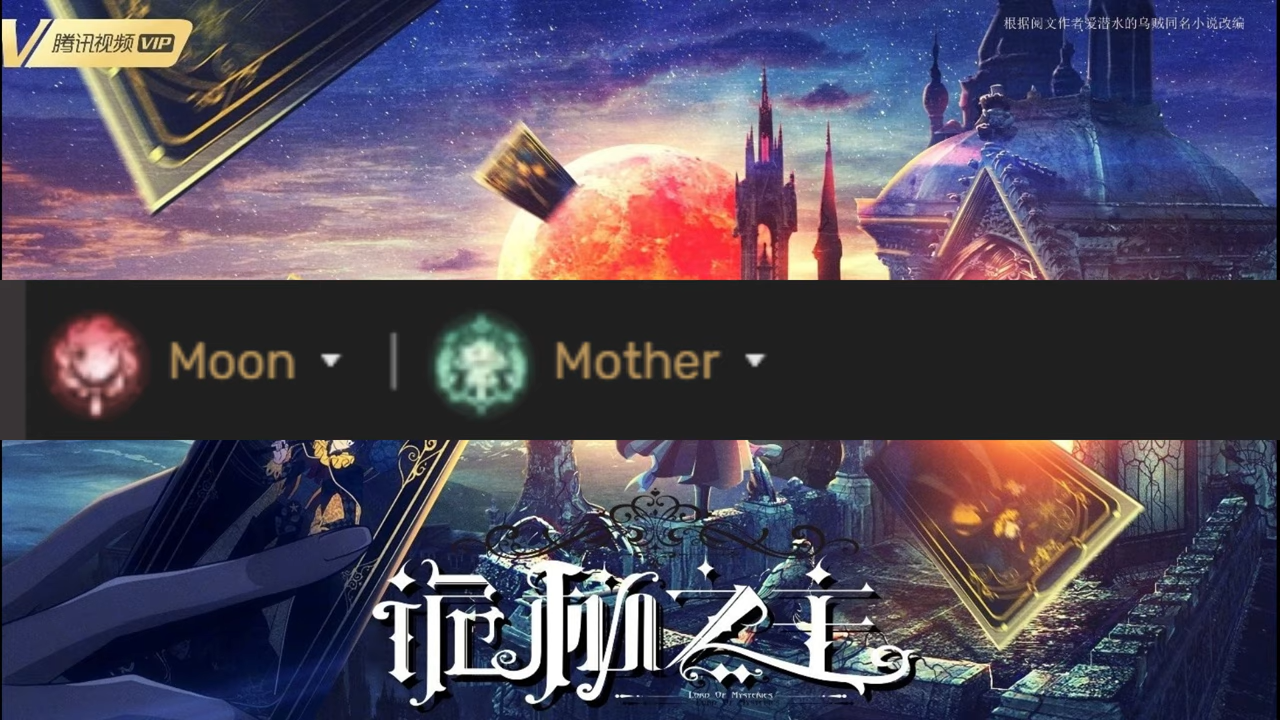 腾讯视频 VIP
根据阅文作者爱潜水的乌贼同名小说改编
Moon | Mother
诡秘之主
LORD OF MYSTERIES